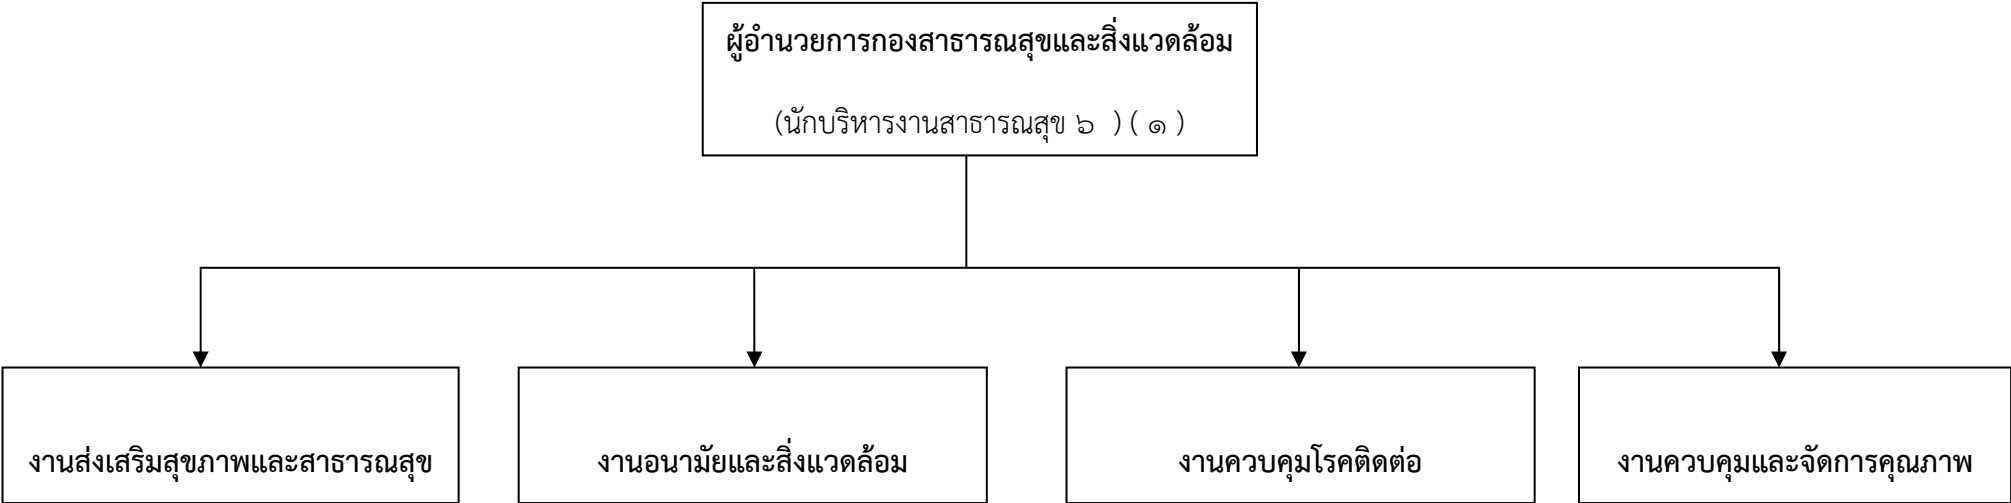 ผู้อำนวยการกองสาธารณสุขและสิ่งแวดล้อม
(นักบริหารงานสาธารณสุข ๖ ) ( ๑ )
งานส่งเสริมสุขภาพและสาธารณสุข
งานอนามัยและสิ่งแวดล้อม
งานควบคุมโรคติดต่อ
งานควบคุมและจัดการคุณภาพ